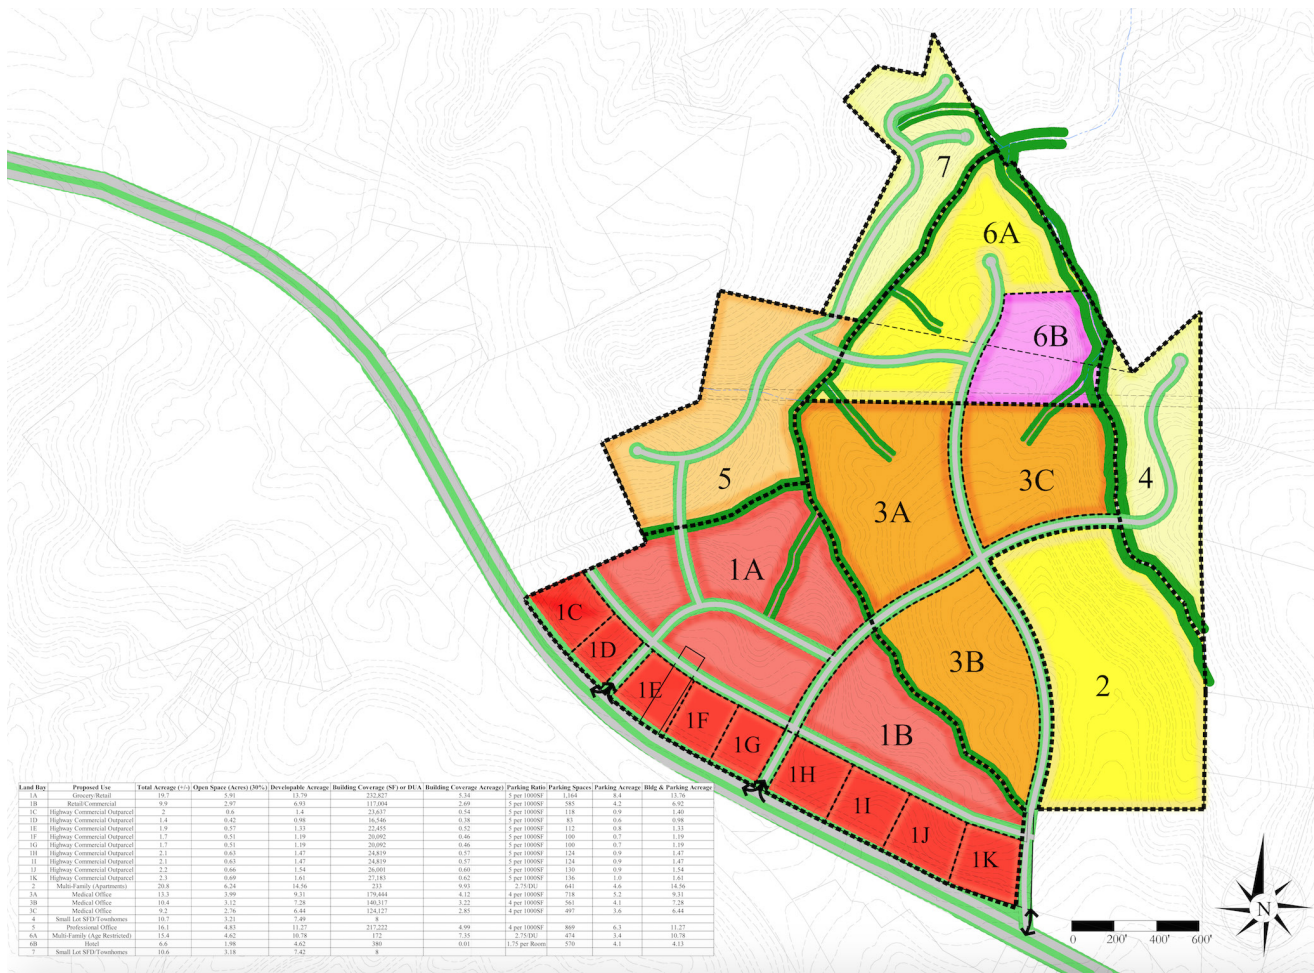 7
6A
6B
5
3A
3C
4
1A
1C
1D
1E
3B
2
1F
1G
1B
1H
1I
1J
1K
N
0 200' 400' 600'
Land Bay Proposed Use Total Acreage (+/-) Open Space (Acres) (30%) Developable Acreage Building Coverage (SF) or DUA Building Coverage (Acreage) Parking Ratio Parking Spaces Parking Acreage Bldg & Parking Acreage
1A Grocery/Retail 19.7 5.91 13.79 232,827 5.34 5 per 1000SF 1,164 8.4 13.76
1B Retail/Commercial 9.9 2.97 6.93 117,004 2.69 5 per 1000SF 585 4.2 6.92
1C Highway Commercial Outparcel 2 0.6 1.4 23,637 0.54 5 per 1000SF 118 0.9 1.40
1D Highway Commercial Outparcel 1.4 0.42 0.98 16,546 0.38 5 per 1000SF 83 0.6 0.98
1E Highway Commercial Outparcel 1.9 0.57 1.33 22,455 0.52 5 per 1000SF 112 0.8 1.33
1F Highway Commercial Outparcel 1.7 0.51 1.19 20,092 0.46 5 per 1000SF 100 0.7 1.19
1G Highway Commercial Outparcel 1.7 0.51 1.19 20,092 0.46 5 per 1000SF 100 0.7 1.19
1H Highway Commercial Outparcel 2.1 0.63 1.47 24,819 0.57 5 per 1000SF 124 0.9 1.47
1I Highway Commercial Outparcel 2.1 0.63 1.47 24,819 0.57 5 per 1000SF 124 0.9 1.47
1J Highway Commercial Outparcel 2.2 0.66 1.54 26,001 0.60 5 per 1000SF 130 0.9 1.54
1K Highway Commercial Outparcel 2.3 0.69 1.61 27,183 0.62 5 per 1000SF 136 1.0 1.61
2 Multi-Family (Apartments) 20.8 6.24 14.56 233 9.93 2.75/DU 641 4.6 14.56
3A Medical Office 13.3 3.99 9.31 179,444 4.12 4 per 1000SF 718 5.2 9.31
3B Medical Office 10.4 3.12 7.28 140,317 3.22 4 per 1000SF 561 4.1 7.28
3C Medical Office 9.2 2.76 6.44 124,127 2.85 4 per 1000SF 497 3.6 6.44
4 Small Lot SFD/Townhomes 10.7 3.21 7.49 8
5 Professional Office 16.1 4.83 11.27 217,222 4.99 4 per 1000SF 869 6.3 11.27
6A Multi-Family (Age Restricted) 15.4 4.62 10.78 172 7.35 2.75/DU 474 3.4 10.78
6B Hotel 6.6 1.98 4.62 380 0.01 1.75 per Room 570 4.1 4.13
7 Small Lot SFD/Townhomes 10.6 3.18 7.42 8